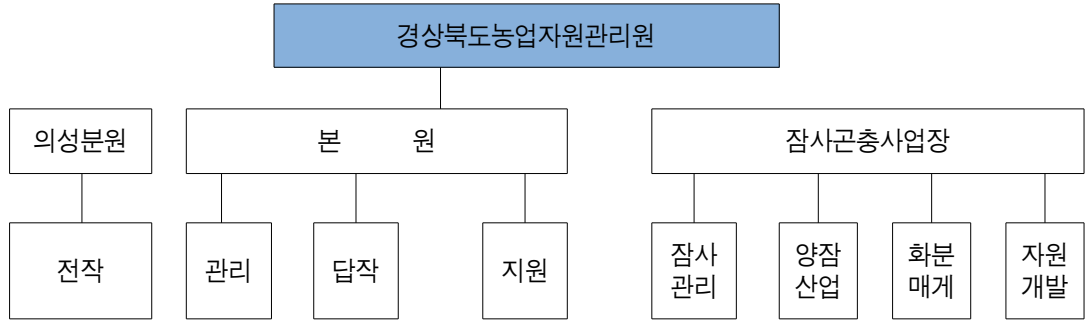 경상북도농업자원관리원
의성분원
본 원
잠사곤충사업장
전작
관리
답작
지원
잠사
관리
양잠
산업
화분
매게
자원
개발